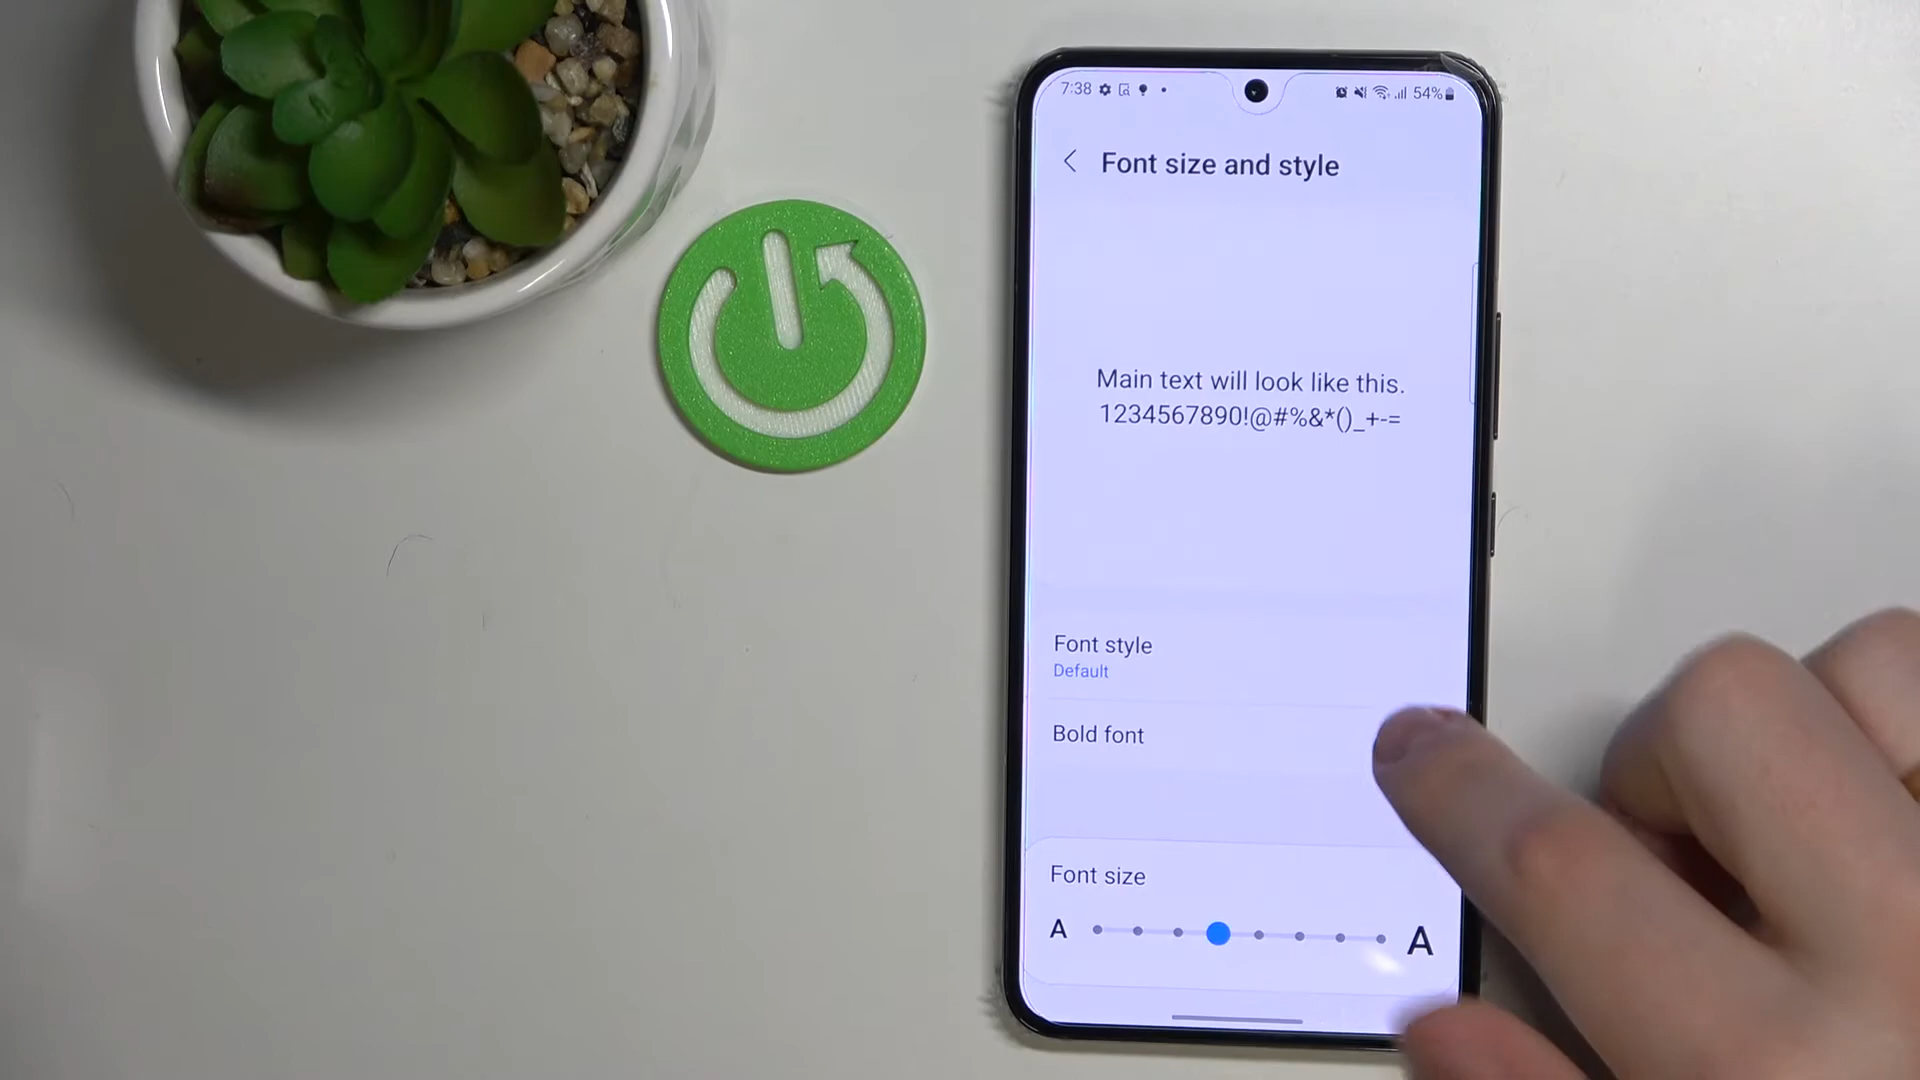 7:38 54%
Font size and style
Main text will look like this.
1234567890!@#%&*()_+-=
Font style
Default
Bold font
Font size
A A